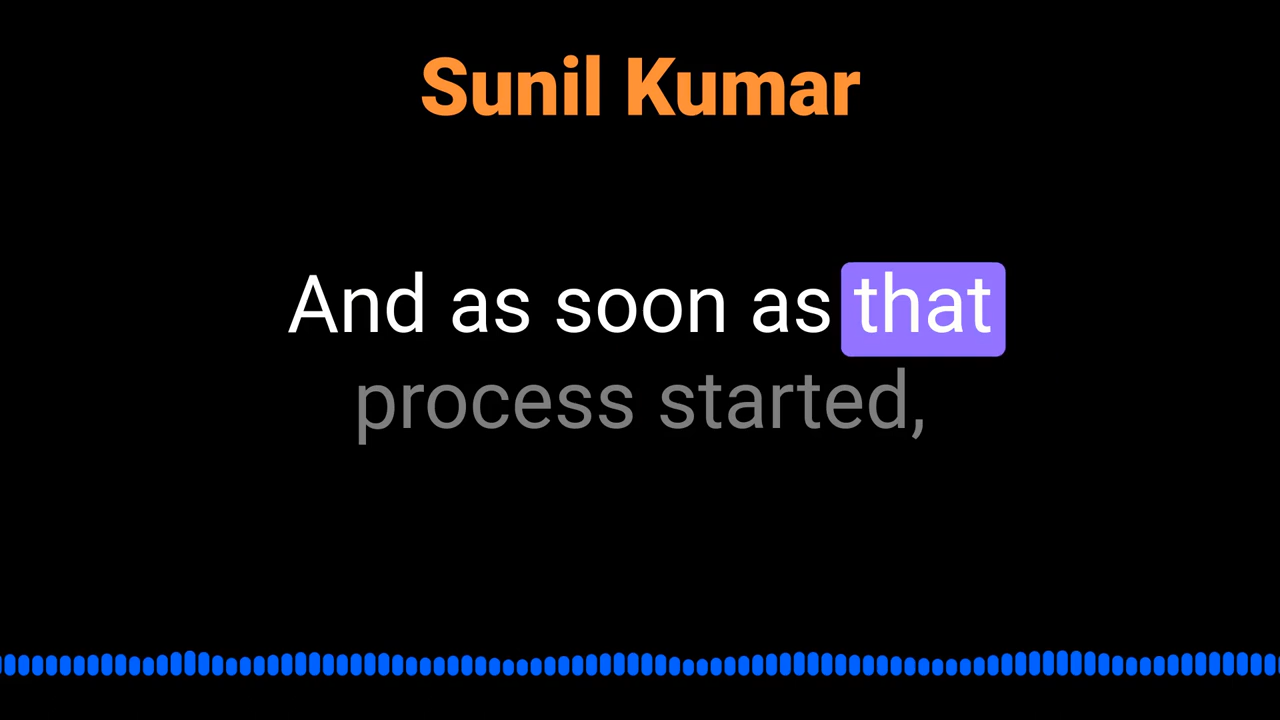 Sunil Kumar
And as soon as that
process started,